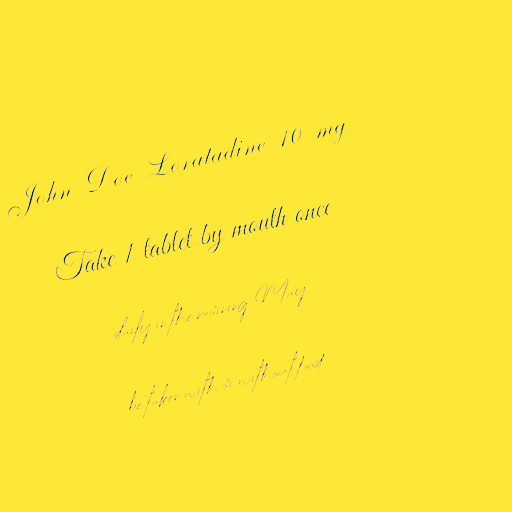 John Doe Loratadine 10 mg
Take 1 tablet by mouth once
daily in the morning May
be taken with or without food